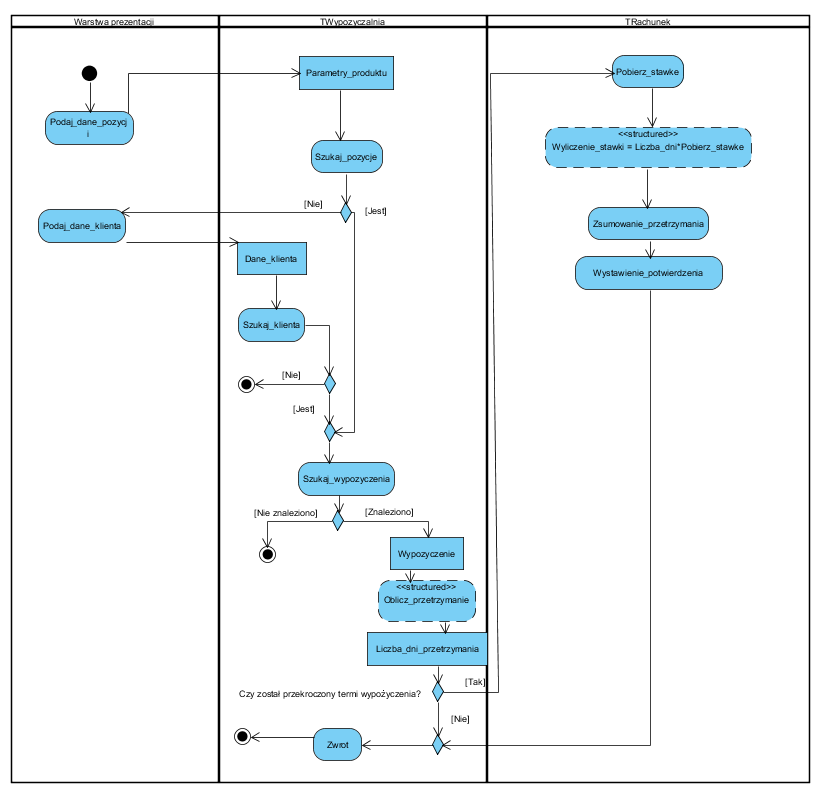 Warstwa prezentacji
TWypozyczalnia
TRachunek
Podaj_dane_pozycj
i
Parametry_produktu
Pobierz_stawke
<<structured>>
Wyliczenie_stawki = Liczba_dni*Pobierz_stawke
Szukaj_pozycje
[Nie]
[Jest]
Podaj_dane_klienta
Zsumowanie_przetrzymania
Dane_klienta
Wystawienie_potwierdzenia
Szukaj_klienta
[Nie]
[Jest]
Szukaj_wypozyczenia
[Nie znaleziono]
[Znaleziono]
Wypozyczenie
<<structured>>
Oblicz_przetrzymanie
Liczba_dni_przetrzymania
[Tak]
Czy został przekroczony termi wypożyczenia?
[Nie]
Zwrot